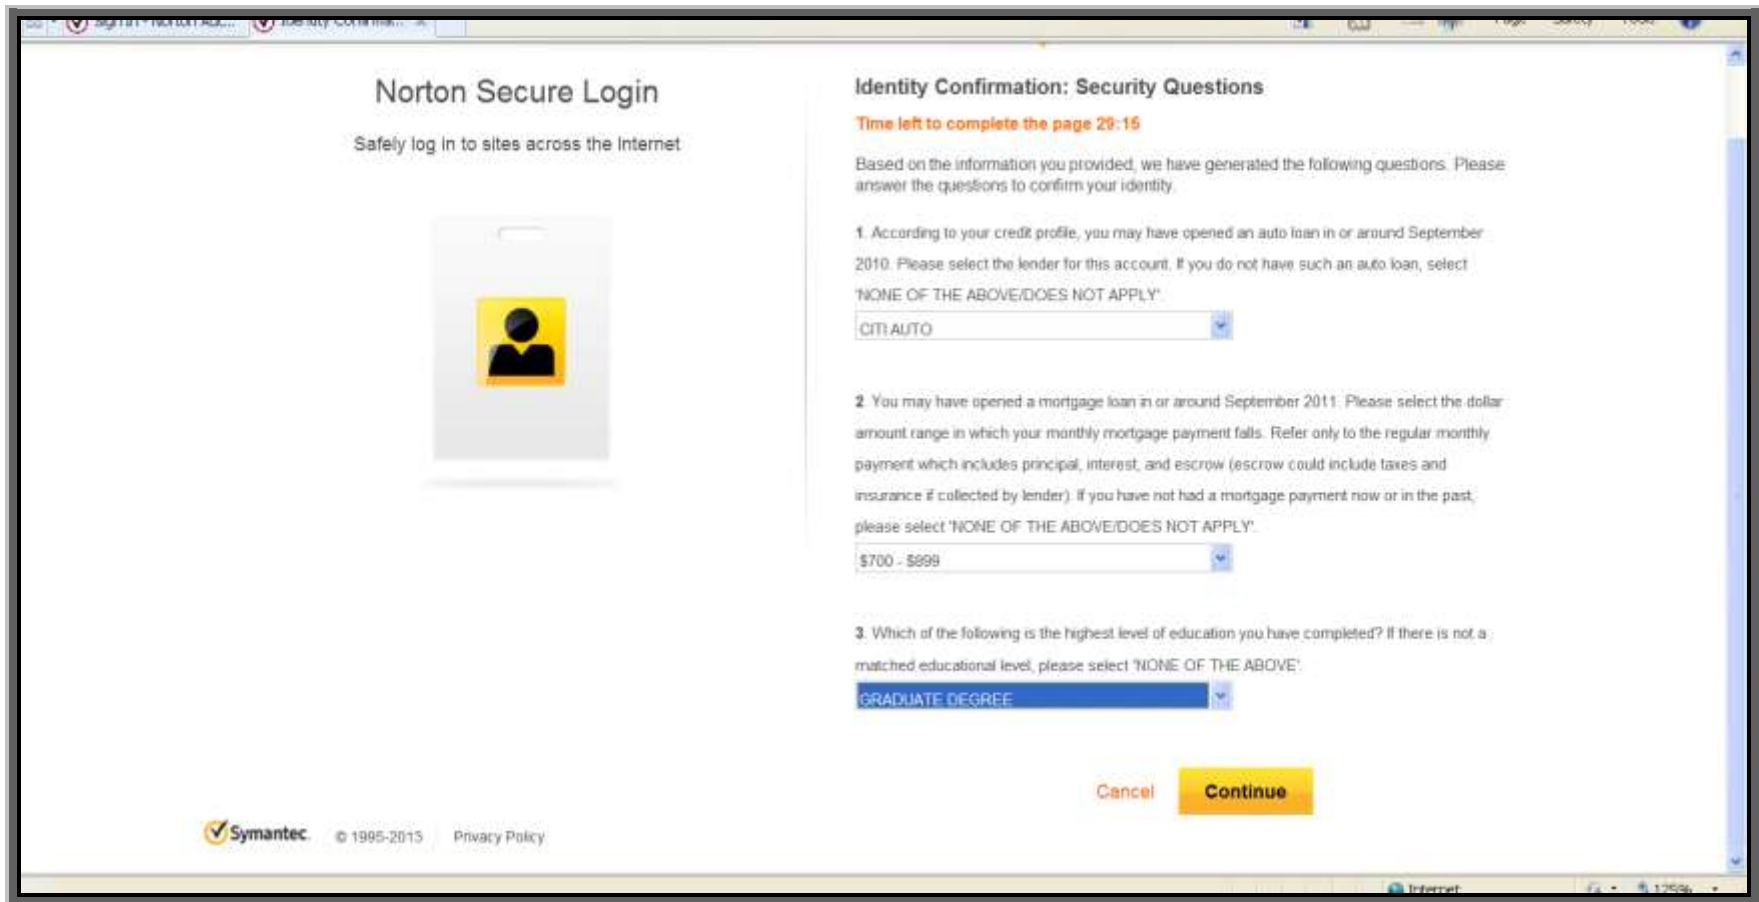 Sign In - Norton Acc...
Identity Confirma...
Page
Safety
Tools
Norton Secure Login
Safely log in to sites across the Internet
Symantec.
© 1995-2013
Privacy Policy
Identity Confirmation: Security Questions
Time left to complete the page 29:15
Based on the information you provided, we have generated the following questions. Please
answer the questions to confirm your identity.
1. According to your credit profile, you may have opened an auto loan in or around September
2010. Please select the lender for this account. If you do not have such an auto loan, select
'NONE OF THE ABOVE/DOES NOT APPLY'.
CITI AUTO
2. You may have opened a mortgage loan in or around September 2011. Please select the dollar
amount range in which your monthly mortgage payment falls. Refer only to the regular monthly
payment which includes principal, interest, and escrow (escrow could include taxes and
insurance if collected by lender). If you have not had a mortgage payment now or in the past,
please select 'NONE OF THE ABOVE/DOES NOT APPLY'.
$700 - $899
3. Which of the following is the highest level of education you have completed? If there is not a
matched educational level, please select 'NONE OF THE ABOVE'.
GRADUATE DEGREE
Cancel
Continue
Internet
125%